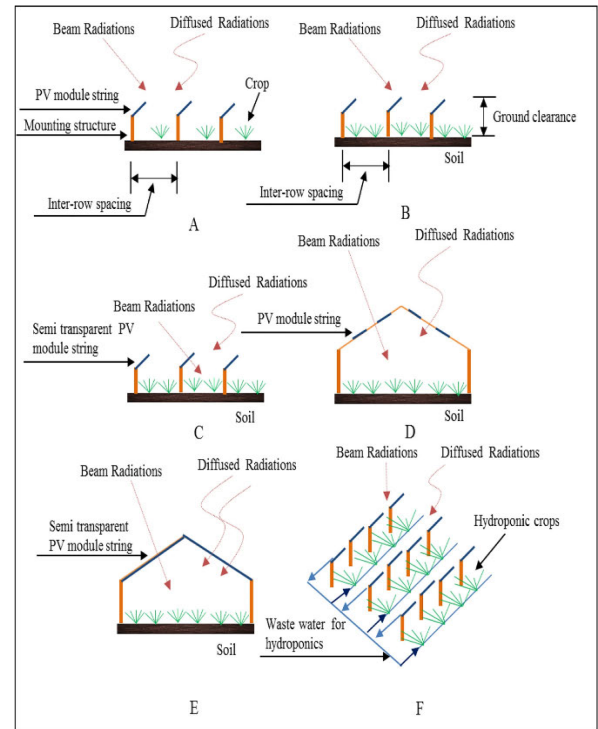 Beam Radiations
Diffused Radiations
PV module string
Crop
Mounting structure
Inter-row spacing
A
Beam Radiations
Diffused Radiations
Ground clearance
Soil
Inter-row spacing
B
Beam Radiations
Diffused Radiations
Semi transparent PV
module string
Soil
C
Beam Radiations
Diffused Radiations
PV module string
Soil
D
Beam Radiations
Diffused Radiations
Semi transparent
PV module string
Soil
E
Beam Radiations
Diffused Radiations
Hydroponic crops
Waste water for
hydroponics
F